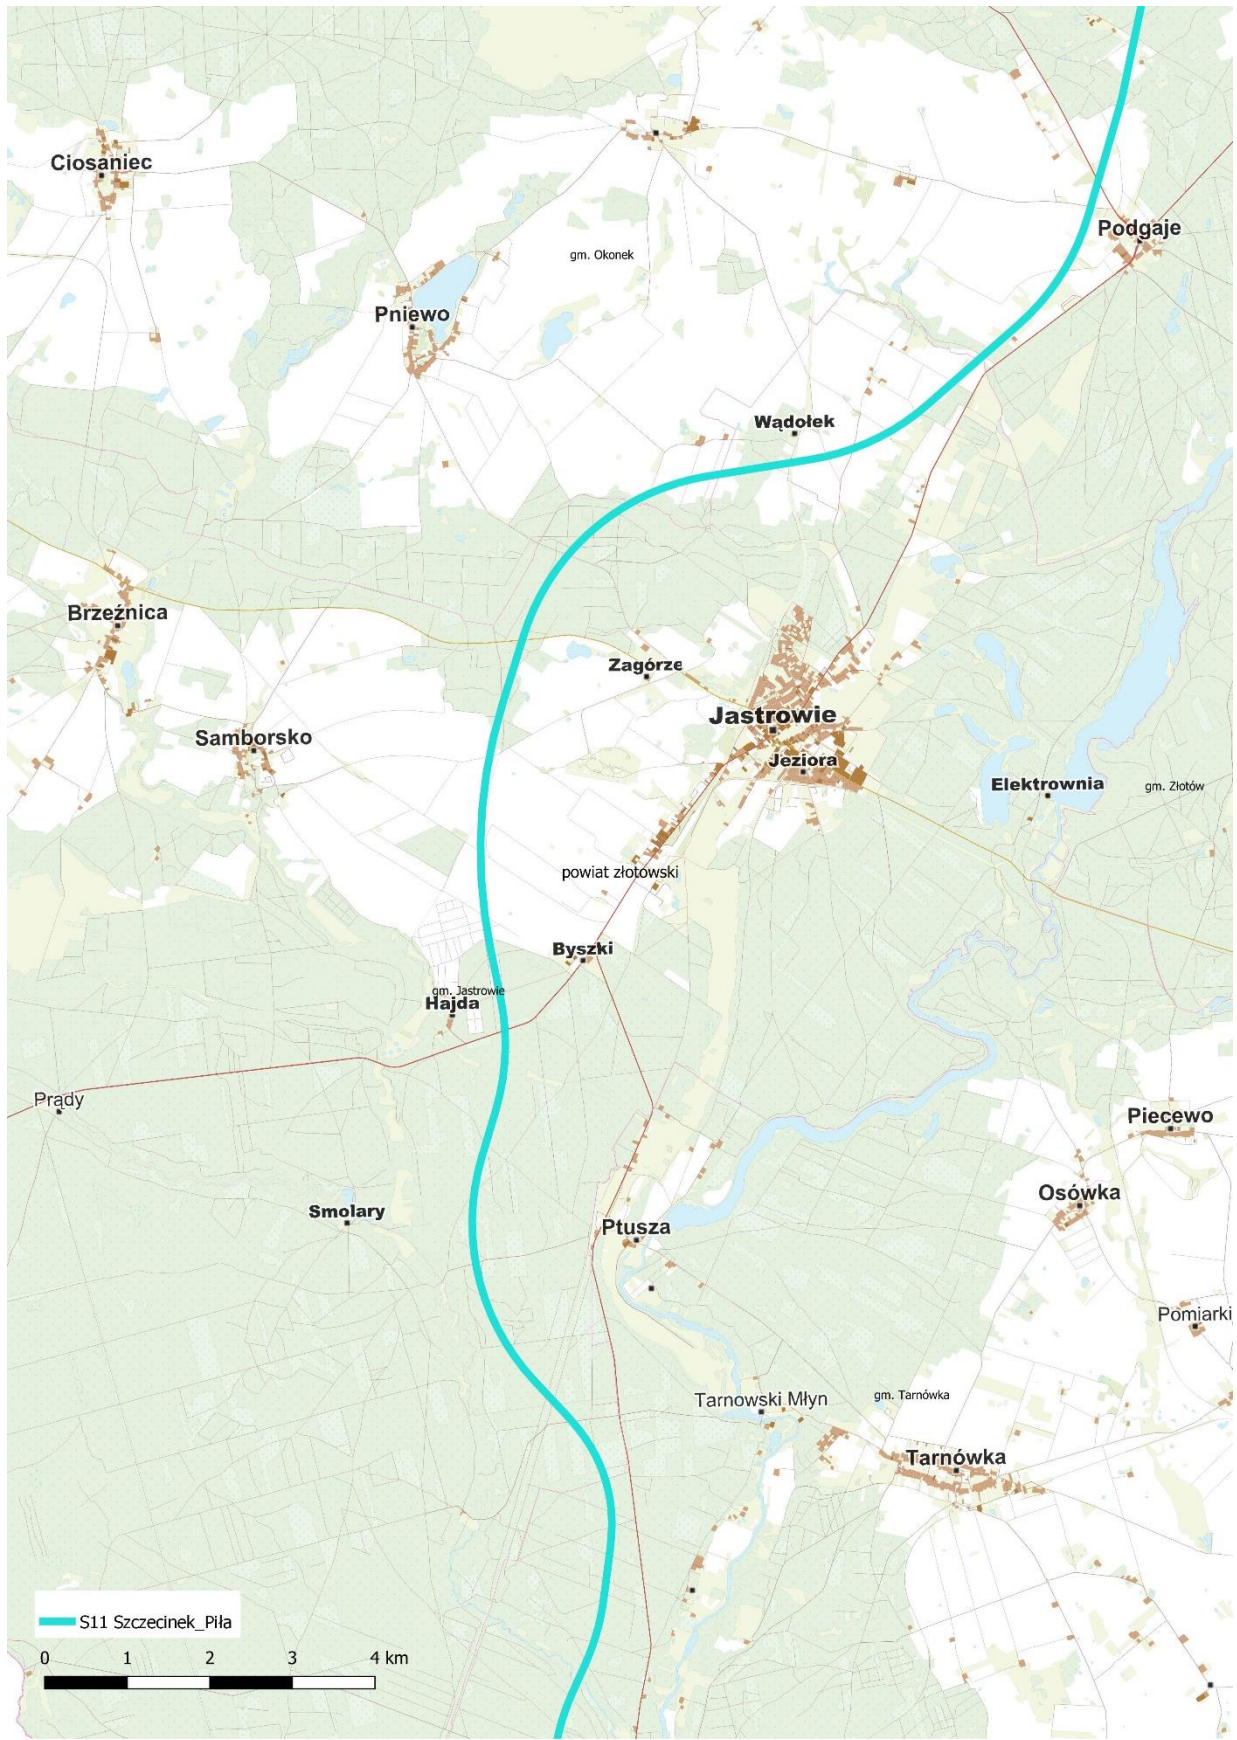 Ciosaniec
Podgaje
gm. Okonek
Pniewo
Wądołek
Brzeźnica
Zagórze
Jastrowie
Samborsko
Jeziora
Elektrownia
gm. Złotów
powiat złotowski
Byszki
gm. Jastrowie
Hajda
Prądy
Piecewo
Osówka
Smolary
Ptusza
Pomiarki
Tarnowski Młyn
gm. Tarnówka
Tarnówka
S11 Szczecinek_Piła
0 1 2 3 4 km